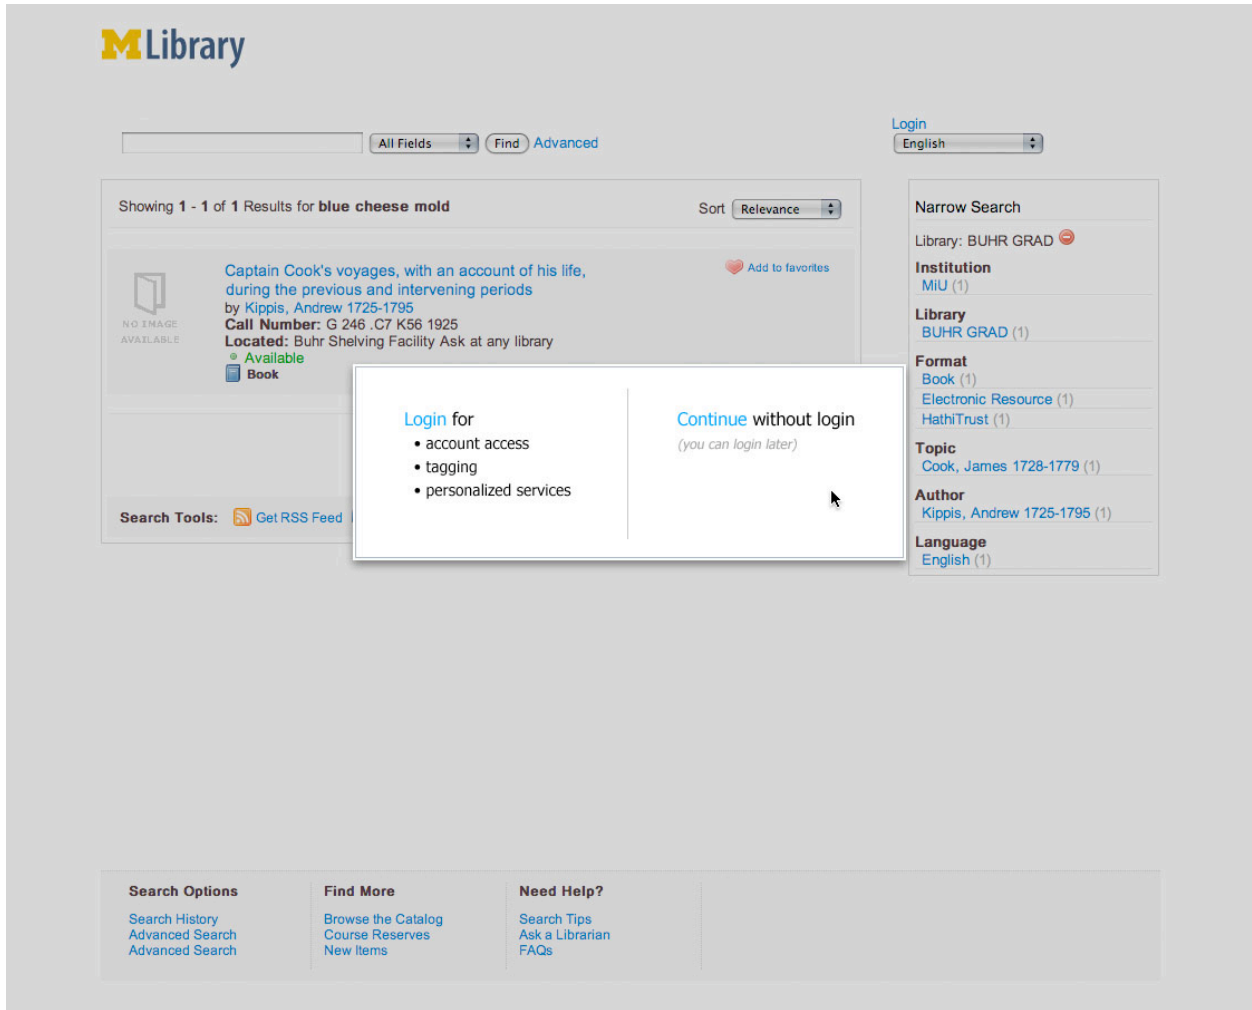 MLibrary
Login
All Fields Find Advanced English
Showing 1 - 1 of 1 Results for blue cheese mold
Sort Relevance
NO IMAGE
AVAILABLE
Captain Cook's voyages, with an account of his life,
during the previous and intervening periods
by Kippis, Andrew 1725-1795
Call Number: G 246 .C7 K56 1925
Located: Buhr Shelving Facility Ask at any library
Available
Book
Add to favorites
Login for
• account access
• tagging
• personalized services
Continue without login
(you can login later)
Search Tools: Get RSS Feed
Narrow Search
Library: BUHR GRAD
Institution
MiU (1)
Library
BUHR GRAD (1)
Format
Book (1)
Electronic Resource (1)
HathiTrust (1)
Topic
Cook, James 1728-1779 (1)
Author
Kippis, Andrew 1725-1795 (1)
Language
English (1)
Search Options
Search History
Advanced Search
Advanced Search
Find More
Browse the Catalog
Course Reserves
New Items
Need Help?
Search Tips
Ask a Librarian
FAQs